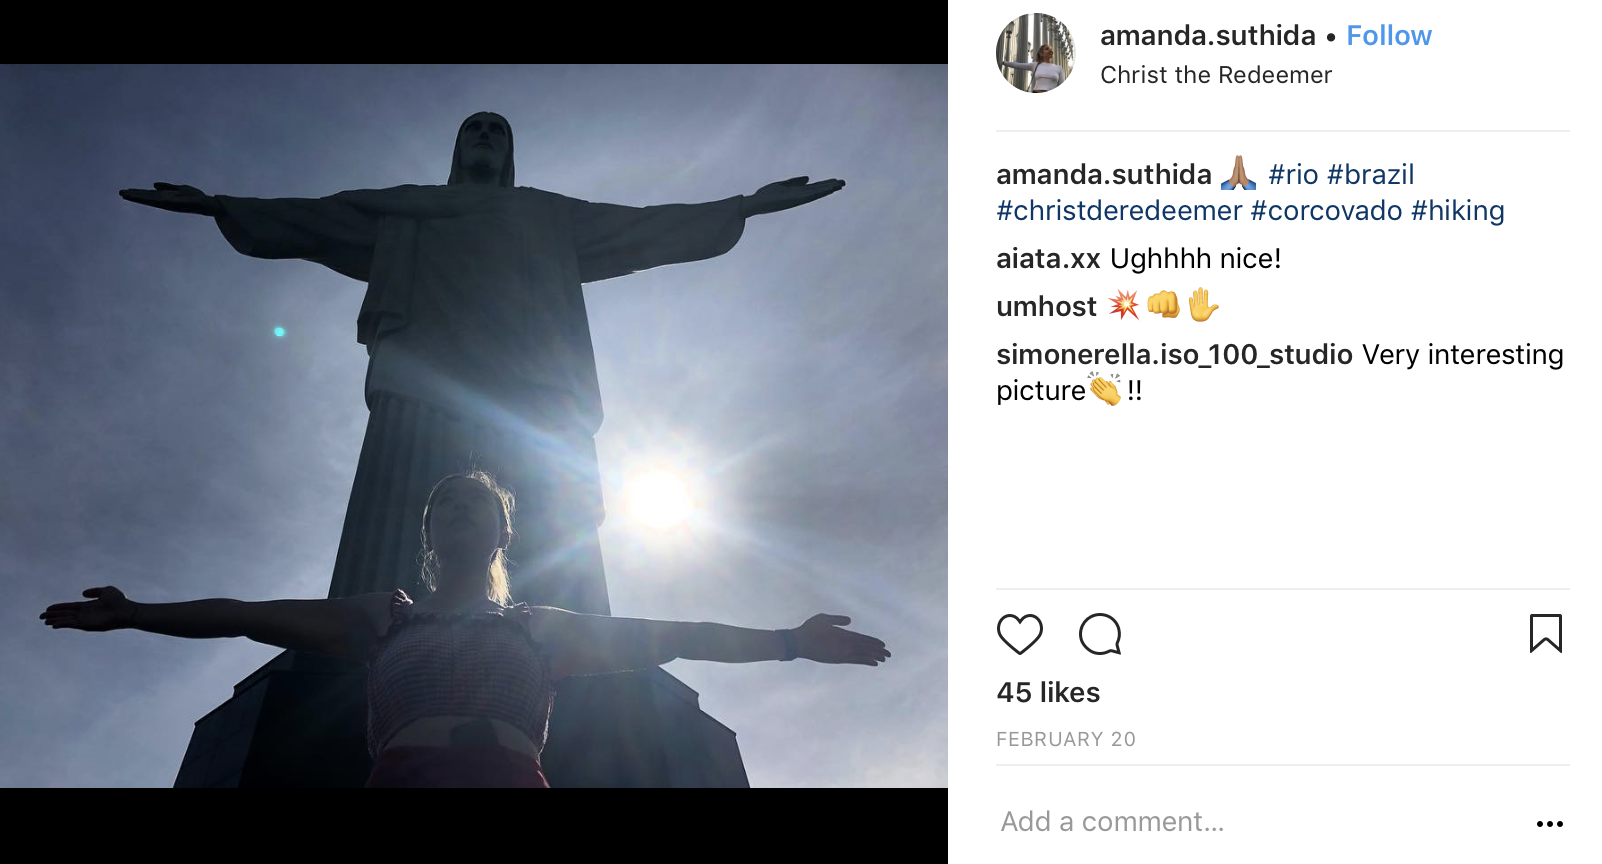 amanda.suthida • Follow
Christ the Redeemer
amanda.suthida 🙏🏽 #rio #brazil
#christderedeemer #corcovado #hiking
aiata.xx Ughhhh nice!
umhost 💥👊✋
simonerella.iso_100_studio Very interesting
picture👏!!
45 likes
FEBRUARY 20
Add a comment...